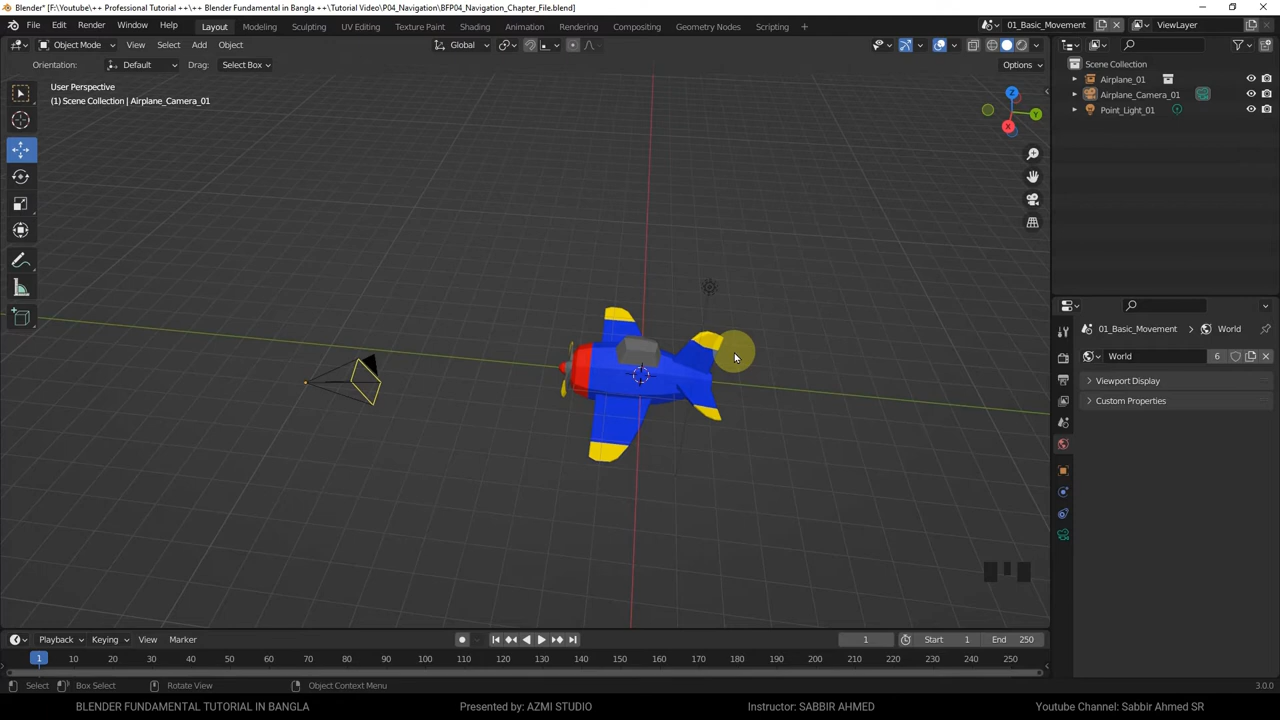 Blender* [F:\Youtube\++ Professional Tutorial ++\++ Blender Fundamental in Bangla ++\Tutorial Video\P04_Navigation\BFP04_Navigation_Chapter_File.blend]
File Edit Render Window Help Layout Modeling Sculpting UV Editing Texture Paint Shading Animation Rendering Compositing Geometry Nodes Scripting + 01_Basic_Movement ViewLayer
Object Mode View Select Add Object Global
Orientation: Default Drag: Select Box Options
User Perspective
(1) Scene Collection | Airplane_Camera_01
Z
Y
X
Scene Collection
Airplane_01
Airplane_Camera_01
Point_Light_01
01_Basic_Movement > World
World 6
Viewport Display
Custom Properties
Playback Keying View Marker 1 Start 1 End 250
1 10 20 30 40 50 60 70 80 90 100 110 120 130 140 150 160 170 180 190 200 210 220 230 240 250
Select Box Select Rotate View Object Context Menu 3.0.0
BLENDER FUNDAMENTAL TUTORIAL IN BANGLA Presented by: AZMI STUDIO Instructor: SABBIR AHMED Youtube Channel: Sabbir Ahmed SR